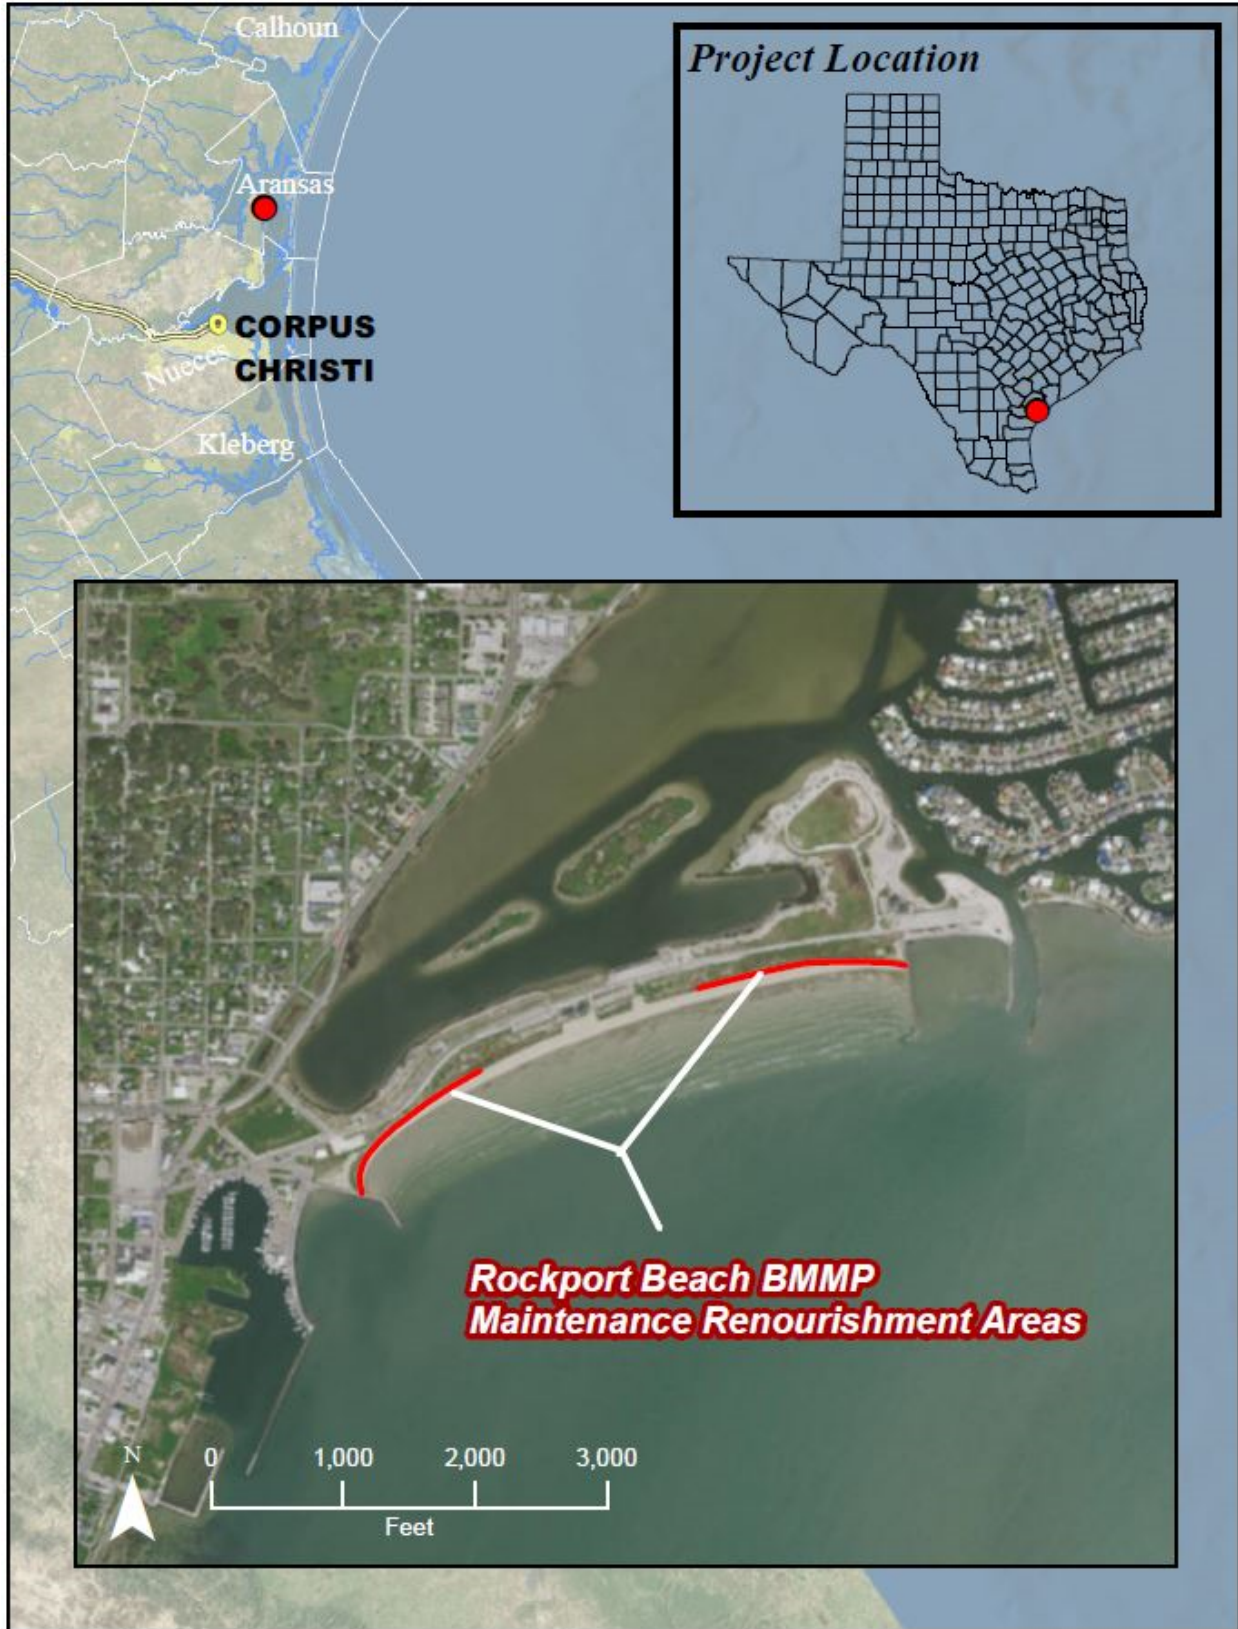 Calhoun
Project Location
Aransas
CORPUS
CHRISTI
Nueces
Kleberg
Rockport Beach BMMP
Maintenance Renourishment Areas
N
0 1,000 2,000 3,000
Feet